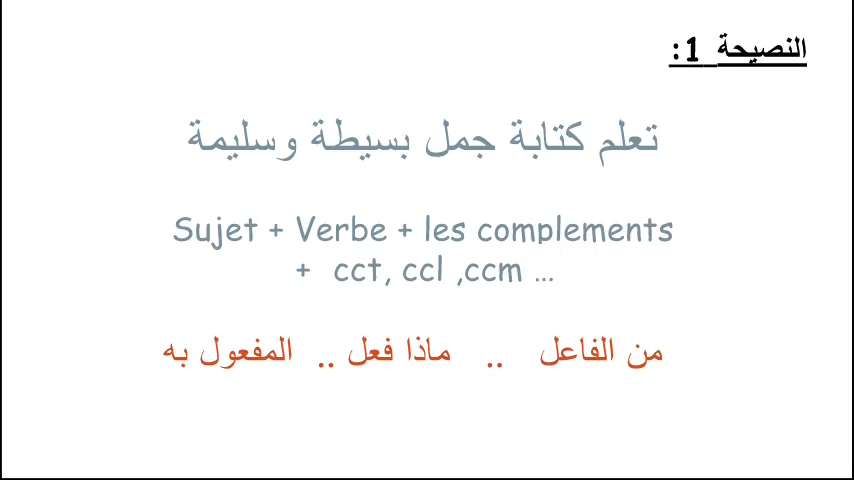 النصيحة 1:
تعلم كتابة جمل بسيطة وسليمة
Sujet + Verbe + les complements
+ cct, ccl ,ccm ...
من الفاعل .. ماذا فعل .. المفعول به